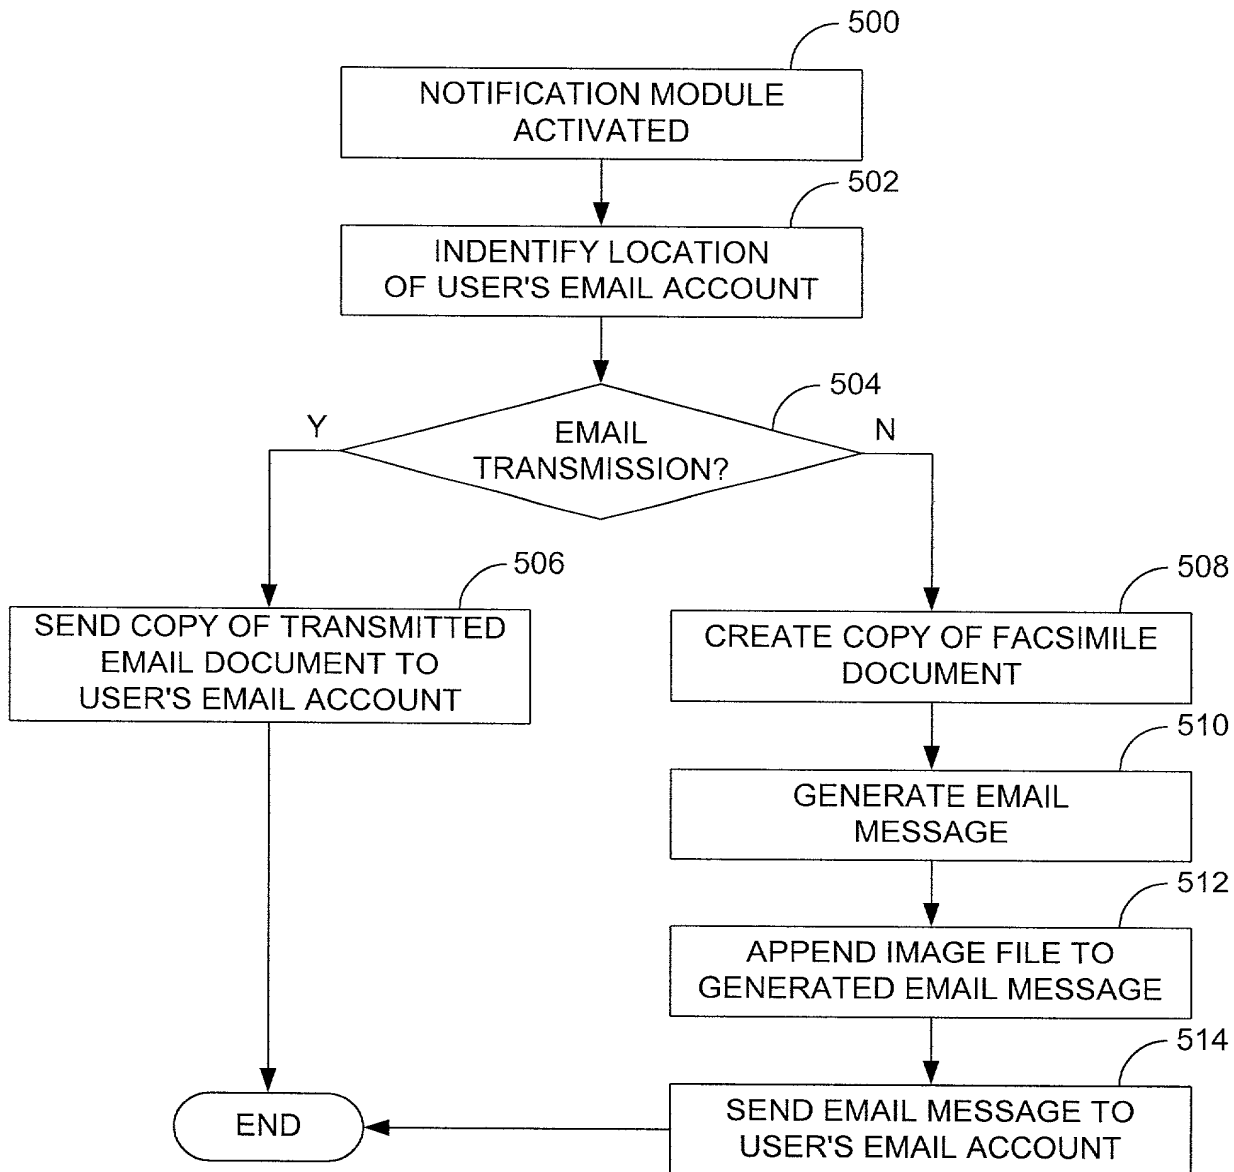 500
NOTIFICATION MODULE
ACTIVATED
502
INDENTIFY LOCATION
OF USER'S EMAIL ACCOUNT
504
Y
EMAIL
TRANSMISSION?
N
506
SEND COPY OF TRANSMITTED
EMAIL DOCUMENT TO
USER'S EMAIL ACCOUNT
508
CREATE COPY OF FACSIMILE
DOCUMENT
510
GENERATE EMAIL
MESSAGE
512
APPEND IMAGE FILE TO
GENERATED EMAIL MESSAGE
514
SEND EMAIL MESSAGE TO
USER'S EMAIL ACCOUNT
END